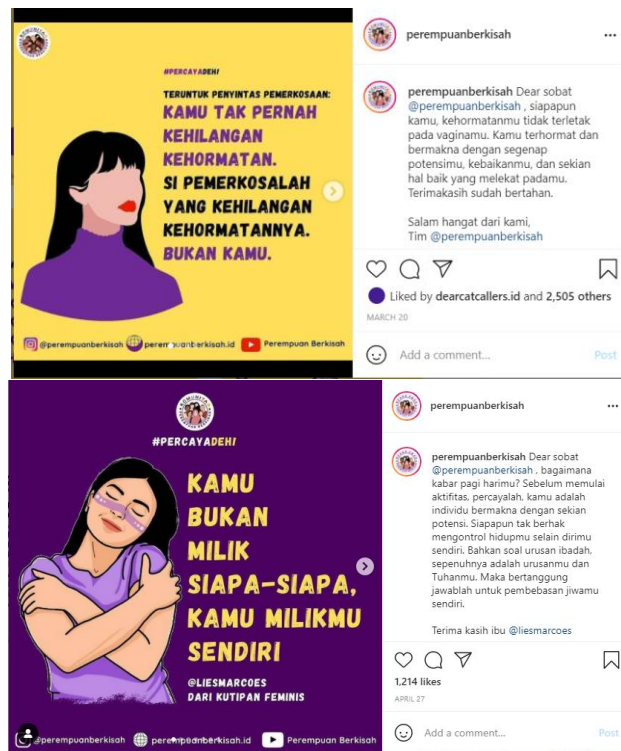 #PERCAYADEH!
TERUNTUK PENYINTAS PEMERKOSAAN:
KAMU TAK PERNAH
KEHILANGAN
KEHORMATAN.
SI PEMERKOSALAH
YANG KEHILANGAN
KEHORMATANNYA.
BUKAN KAMU.
@perempuanberkisah
perempuanberkisah.id
Perempuan Berkisah
perempuanberkisah
perempuanberkisah Dear sobat
@perempuanberkisah , siapapun
kamu, kehormatanmu tidak terletak
pada vaginamu. Kamu terhormat dan
bermakna dengan segenap
potensimu, kebaikanmu, dan sekian
hal baik yang melekat padamu.
Terimakasih sudah bertahan.
Salam hangat dari kami,
Tim @perempuanberkisah
Liked by dearcatcallers.id and 2,505 others
MARCH 20
Add a comment... Post
#PERCAYADEH!
KAMU
BUKAN
MILIK
SIAPA-SIAPA,
KAMU MILIKMU
SENDIRI
@LIESMARCOES
DARI KUTIPAN FEMINIS
@perempuanberkisah
perempuanberkisah.id
Perempuan Berkisah
perempuanberkisah
perempuanberkisah Dear sobat
@perempuanberkisah , bagaimana
kabar pagi harimu? Sebelum memulai
aktifitas, percayalah, kamu adalah
individu bermakna dengan sekian
potensi. Siapapun tak berhak
mengontrol hidupmu selain dirimu
sendiri. Bahkan soal urusan ibadah,
sepenuhnya adalah urusanmu dan
Tuhanmu. Maka bertanggung
jawablah untuk pembebasan jiwamu
sendiri.
Terima kasih ibu @liesmarcoes
1,214 likes
APRIL 27
Add a comment... Post